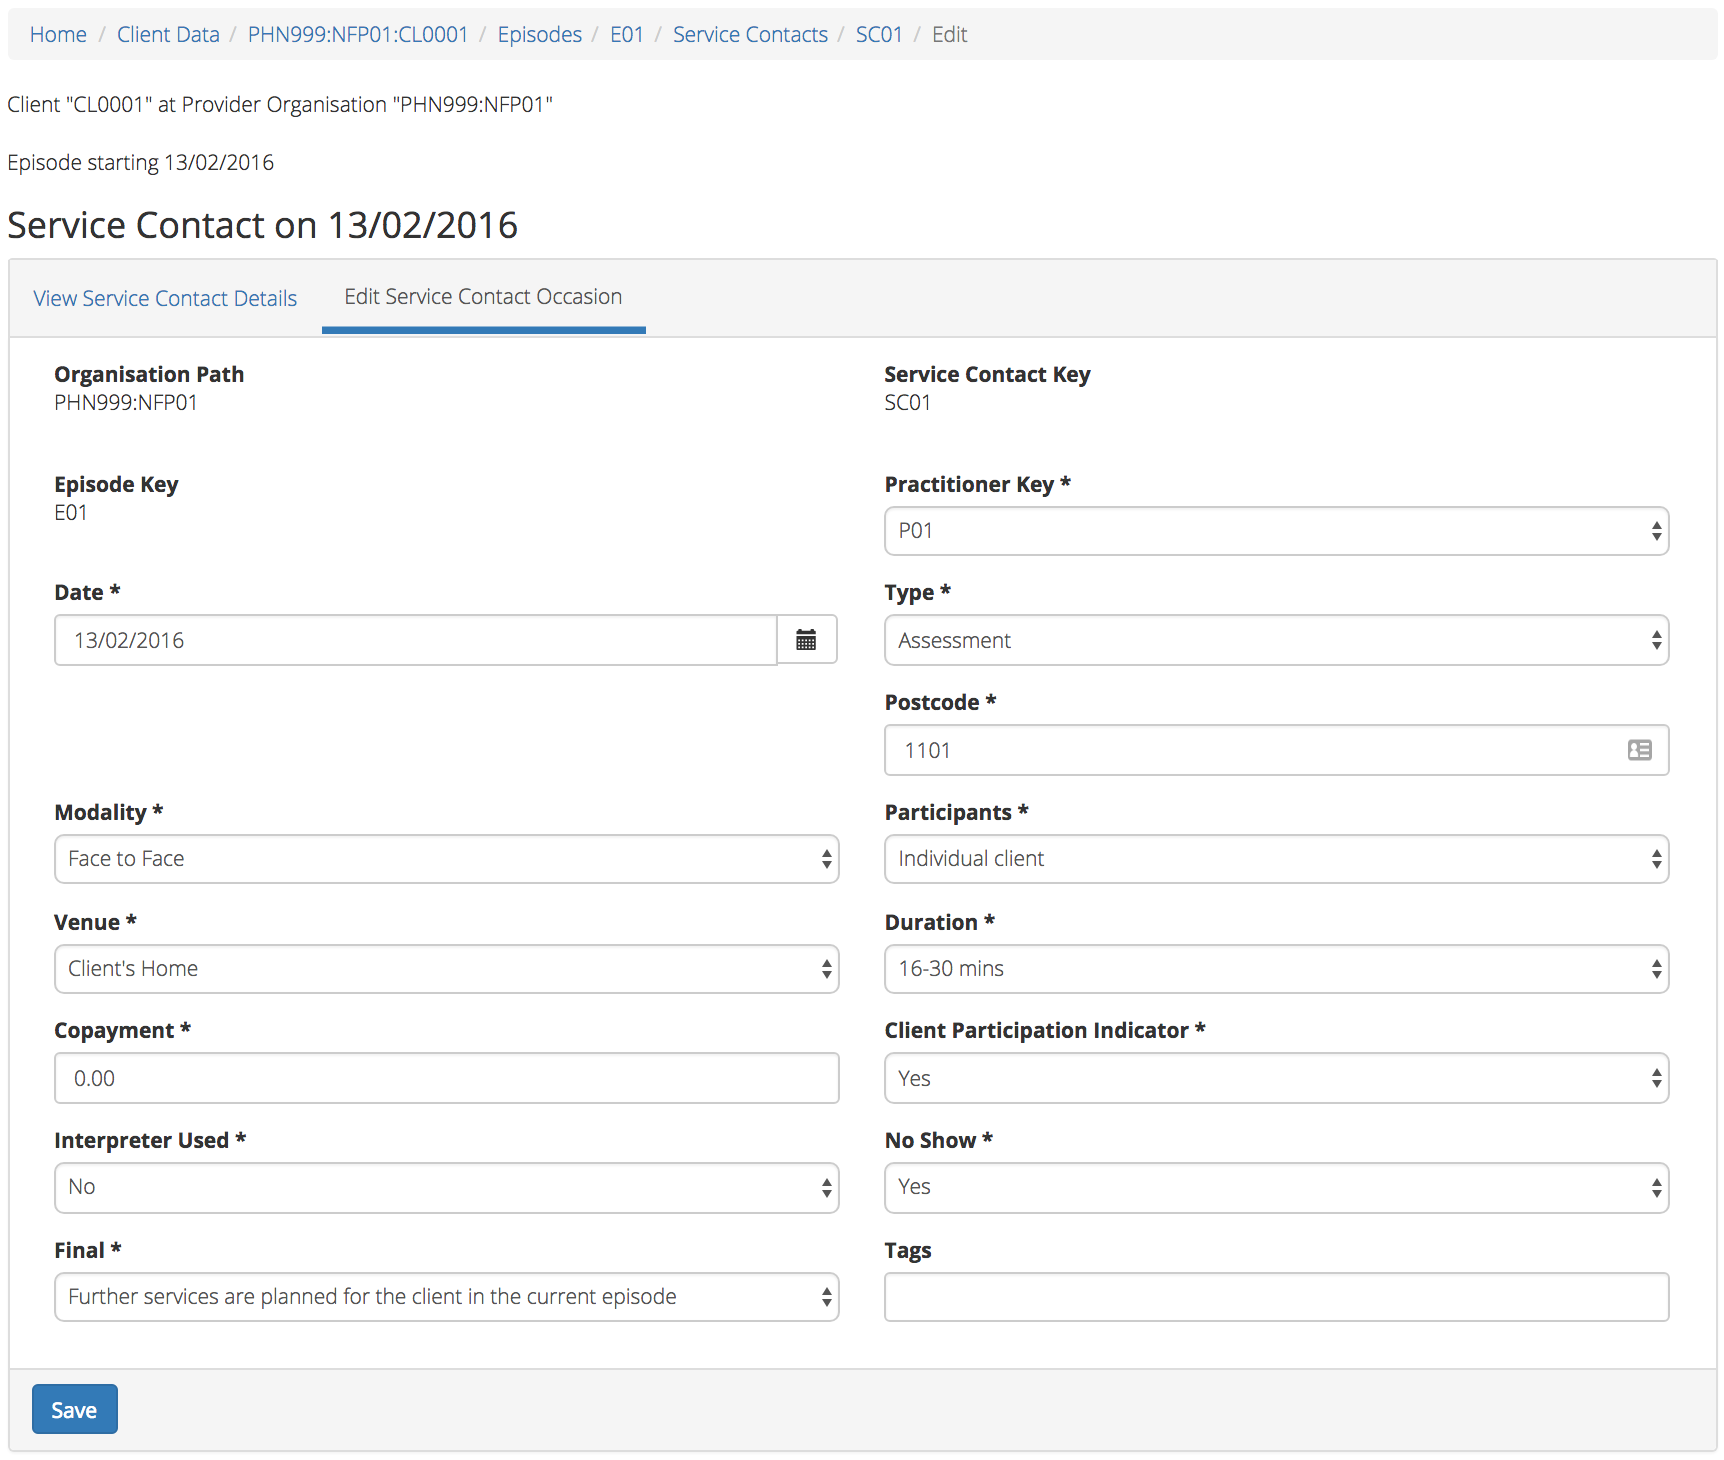 Home / Client Data / PHN999:NFP01:CL0001 / Episodes / E01 / Service Contacts / SC01 / Edit
Client "CL0001" at Provider Organisation "PHN999:NFP01"
Episode starting 13/02/2016
Service Contact on 13/02/2016
View Service Contact Details
Edit Service Contact Occasion
Organisation Path
PHN999:NFP01
Service Contact Key
SC01
Episode Key
E01
Practitioner Key *
P01
Date *
13/02/2016
Type *
Assessment
Postcode *
1101
Modality *
Face to Face
Participants *
Individual client
Venue *
Client's Home
Duration *
16-30 mins
Copayment *
0.00
Client Participation Indicator *
Yes
Interpreter Used *
No
No Show *
Yes
Final *
Further services are planned for the client in the current episode
Tags
Save